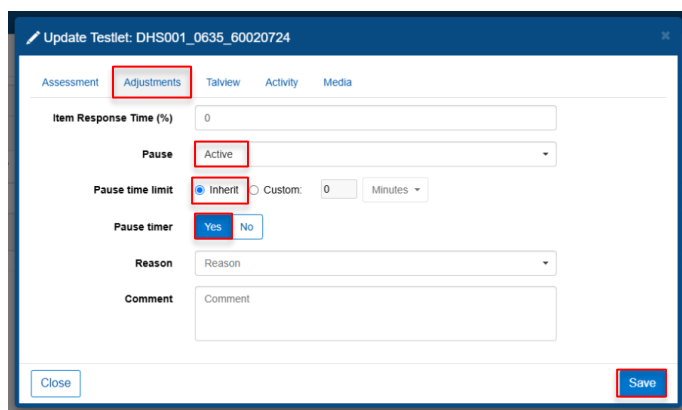 Update Testlet: DHS001_0635_60020724
Assessment Adjustments Talview Activity Media
Item Response Time (%) 0
Pause Active
Pause time limit Inherit Custom: 0 Minutes
Pause timer Yes No
Reason Reason
Comment Comment
Close Save